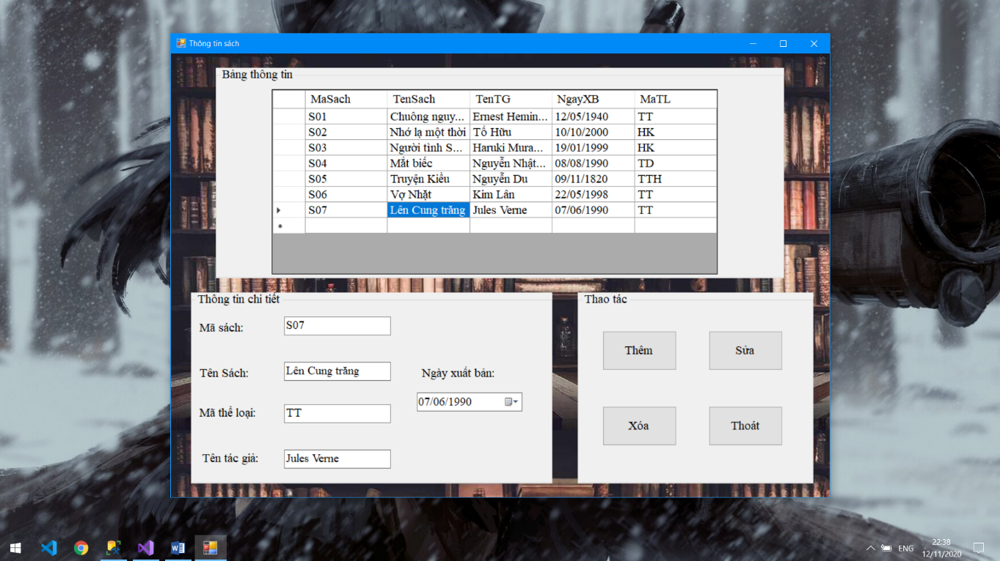 Thông tin sách
Bảng thông tin
MaSach TenSach TenTG NgayXB MaTL
S01 Chuông nguy... Ernest Hemin... 12/05/1940 TT
S02 Nhớ lạ một thời Tố Hữu 10/10/2000 HK
S03 Người tình S... Haruki Mura... 19/01/1999 HK
S04 Mắt biếc Nguyễn Nhật... 08/08/1990 TD
S05 Truyện Kiều Nguyễn Du 09/11/1820 TTH
S06 Vợ Nhặt Kim Lân 22/05/1998 TT
S07 Lên Cung trăng Jules Verne 07/06/1990 TT
Thông tin chi tiết
Mã sách: S07
Tên Sách: Lên Cung trăng
Ngày xuất bản:
07/06/1990
Mã thể loại: TT
Tên tác giả: Jules Verne
Thao tác
Thêm Sửa
Xóa Thoát
ENG
22:38
12/11/2020